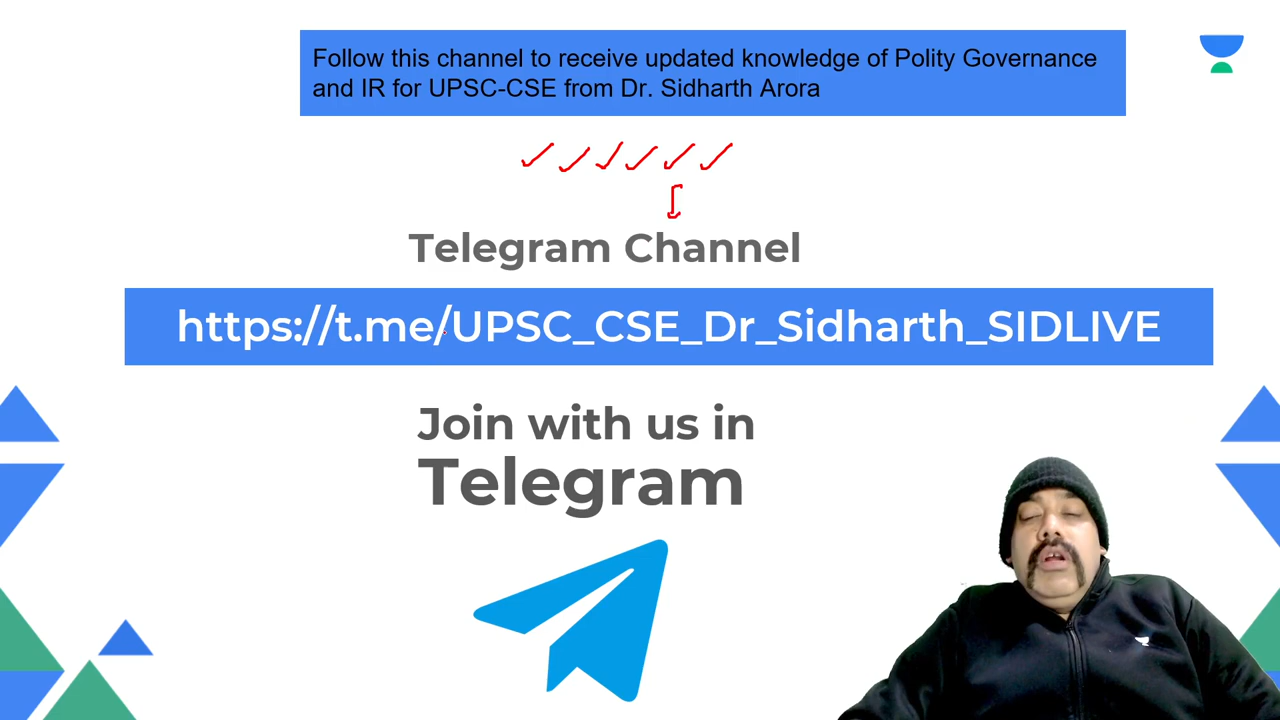 Follow this channel to receive updated knowledge of Polity Governance
and IR for UPSC-CSE from Dr. Sidharth Arora
Telegram Channel
https://t.me/UPSC_CSE_Dr_Sidharth_SIDLIVE
Join with us in
Telegram